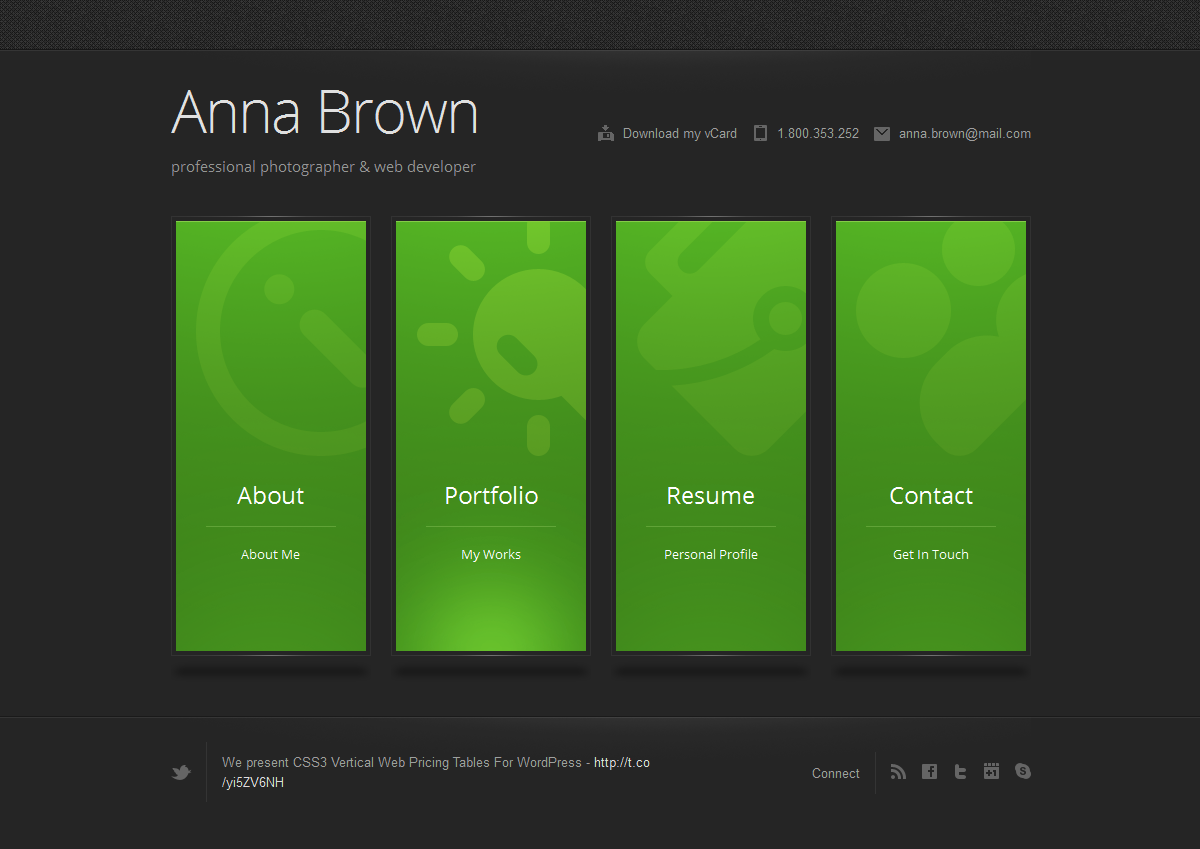 Anna Brown
professional photographer & web developer
Download my vCard
1.800.353.252
anna.brown@mail.com
About
About Me
Portfolio
My Works
Resume
Personal Profile
Contact
Get In Touch
We present CSS3 Vertical Web Pricing Tables For WordPress - http://t.co
/yi5ZV6NH
Connect